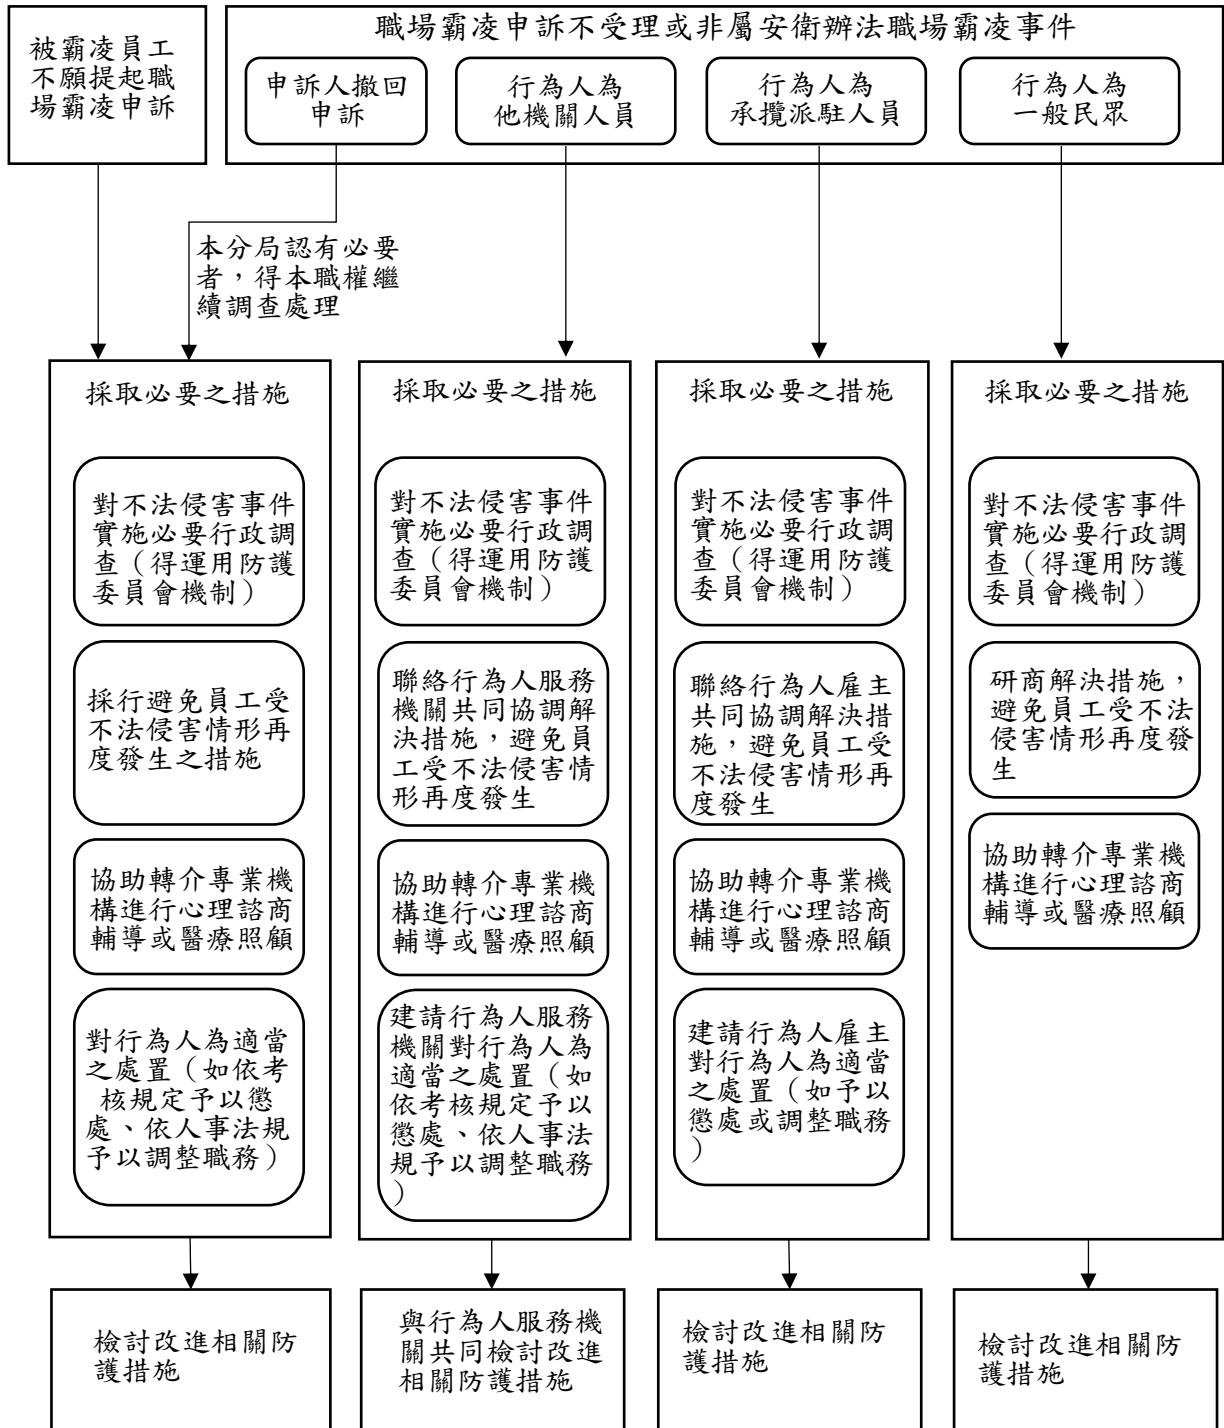 被霸凌員工
不願提起職
場霸凌申訴
職場霸凌申訴不受理或非屬安衛辦法職場霸凌事件
申訴人撤回
申訴
行為人為
他機關人員
行為人為
承攬派駐人員
行為人為
一般民眾
本分局認有必要
者，得本職權繼
續調查處理
採取必要之措施
對不法侵害事件
實施必要行政調
查（得運用防護
委員會機制）
採行避免員工受
不法侵害情形再
度發生之措施
協助轉介專業機
構進行心理諮商
輔導或醫療照顧
對行為人為適當
之處置（如依考
核規定予以懲
處、依人事法規
予以調整職務）
檢討改進相關防
護措施
採取必要之措施
對不法侵害事件
實施必要行政調
查（得運用防護
委員會機制）
聯絡行為人服務
機關共同協調解
決措施，避免員
工受不法侵害情
形再度發生
協助轉介專業機
構進行心理諮商
輔導或醫療照顧
建請行為人服務
機關對行為人為
適當之處置（如
依考核規定予以
懲處、依人事法
規予以調整職務
）
與行為人服務機
關共同檢討改進
相關防護措施
採取必要之措施
對不法侵害事件
實施必要行政調
查（得運用防護
委員會機制）
聯絡行為人雇主
共同協調解決措
施，避免員工受
不法侵害情形再
度發生
協助轉介專業機
構進行心理諮商
輔導或醫療照顧
建請行為人雇主
對行為人為適當
之處置（如予以
懲處或調整職務
）
檢討改進相關防
護措施
採取必要之措施
對不法侵害事件
實施必要行政調
查（得運用防護
委員會機制）
研商解決措施，
避免員工受不法
侵害情形再度發
生
協助轉介專業機
構進行心理諮商
輔導或醫療照顧
檢討改進相關防
護措施